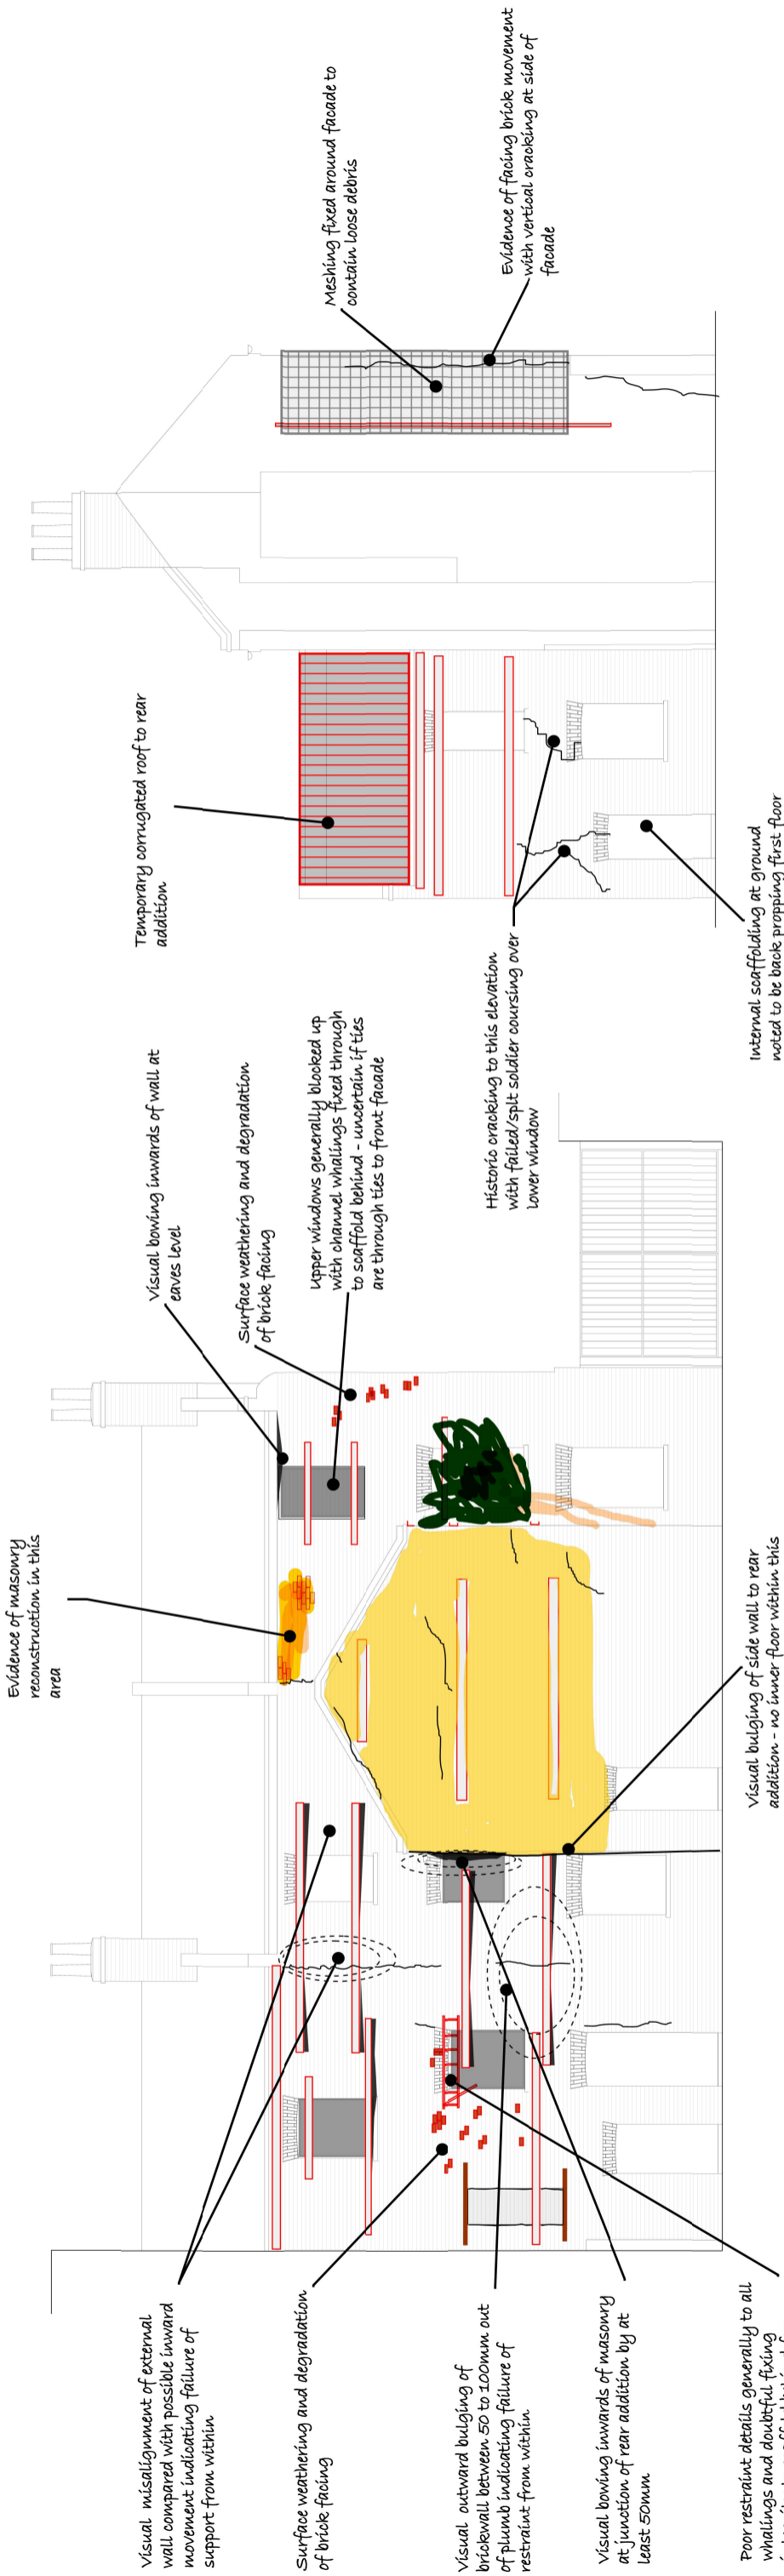 Evidence of masonry
reconstruction in this
area
Visual misalignment of external
wall compared with possible inward
movement indicating failure of
support from within
Surface weathering and degradation
of brick facing
Visual outward bulging of
brickwall between 50 to 100mm out
of plumb indicating failure of
restraint from within
Visual bowing inwards of masonry
at junction of rear addition by at
least 50mm
Poor restraint details generally to all
whalings and doubtful fixing
Visual bulging of side wall to rear
addition - no inner floor within this
Visual bowing inwards of wall at
eaves level
Surface weathering and degradation
of brick facing
Upper windows generally blocked up
with channel whalings fixed through
to scaffold behind - uncertain if ties
are through ties to front facade
Temporary corrugated roof to rear
addition
Historic cracking to this elevation
with failed/splt soldier coursing over
lower window
Internal scaffolding at ground
noted to be back propping first floor
Meshing fixed around facade to
contain loose debris
Evidence of facing brick movement
with vertical cracking at side of
facade